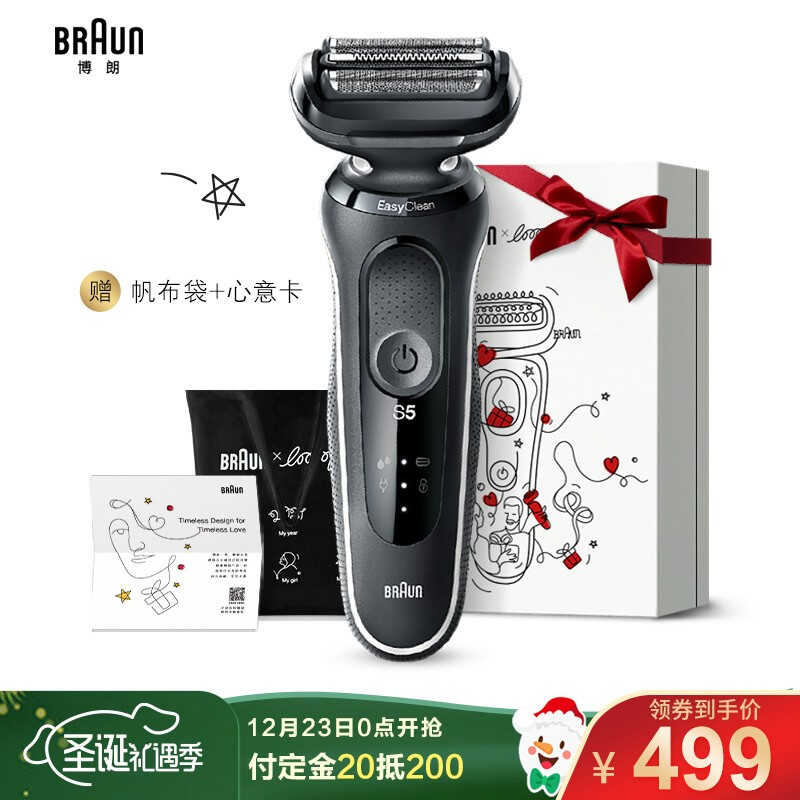 BRAUN
博朗
EasyClean
赠 帆布袋+心意卡
BRAUN × love
BRAUN
S5
BRAUN ×
My year
My girl
BRAUN
Timeless Design for
Timeless Love
BRAUN
圣诞礼遇季
12月23日0点开抢
付定金20抵200
领券到手价
¥ 499